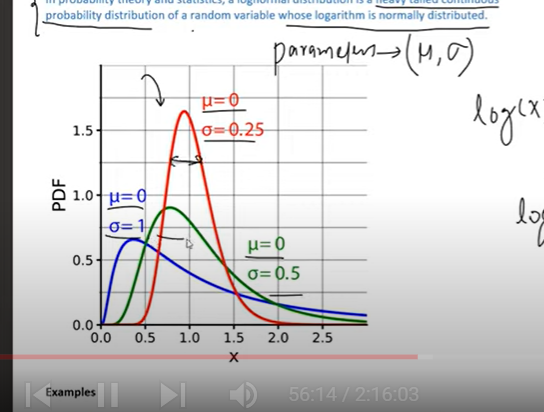 In probability theory and statistics, a lognormal distribution is a heavy tailed continuous
probability distribution of a random variable whose logarithm is normally distributed.
parameters → (μ, σ)
log(x
μ=0
σ=0.25
1.5
1.0
μ=0
σ=1
μ=0
σ=0.5
log
0.5
0.0
PDF
0.0 0.5 1.0 1.5 2.0 2.5
x
Examples
56:14 / 2:16:03